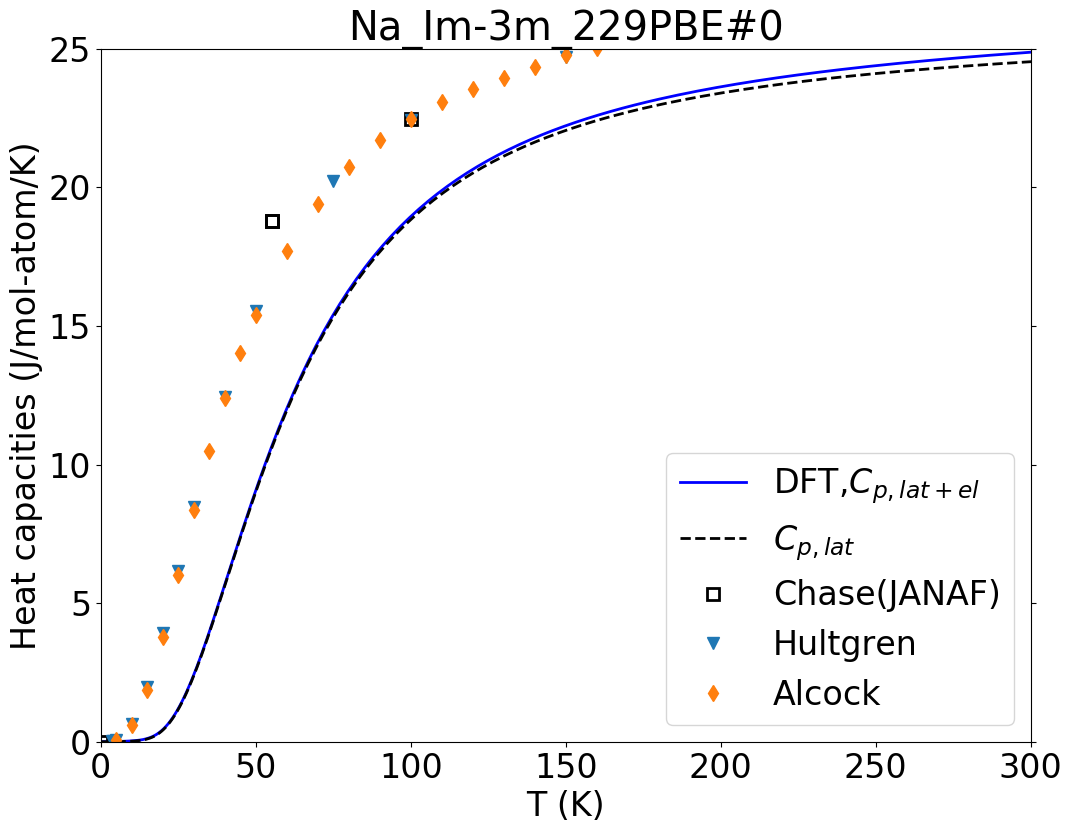 Na_Im-3m_229PBE#0
25
20
15
10
5
0
Heat capacities (J/mol-atom/K)
DFT,C_{p,lat+el}
C_{p,lat}
Chase(JANAF)
Hultgren
Alcock
0 50 100 150 200 250 300
T (K)